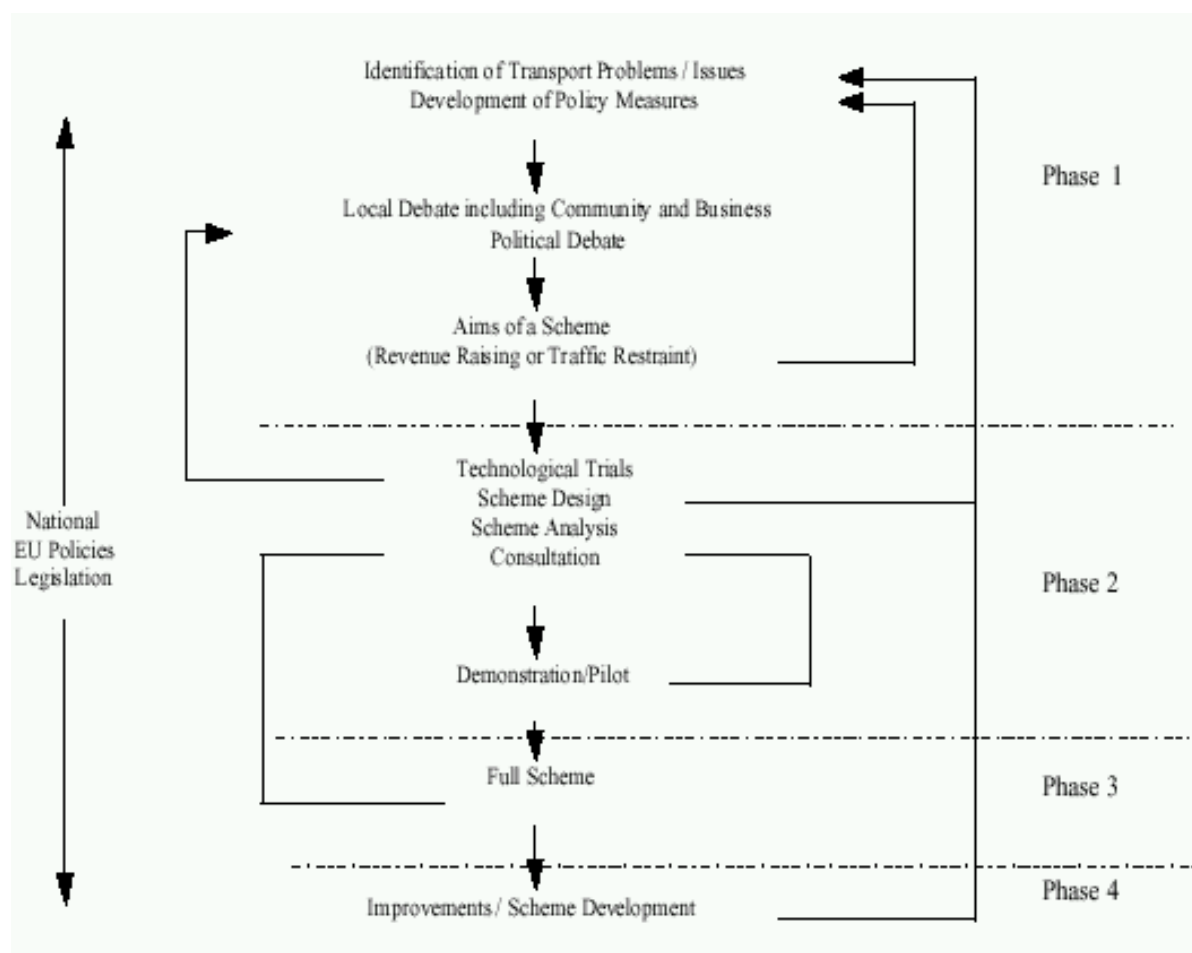 Identification of Transport Problems / Issues
Development of Policy Measures
Phase 1
Local Debate including Community and Business
Political Debate
Aims of a Scheme
(Revenue Raising or Traffic Restraint)
Technological Trials
Scheme Design
Scheme Analysis
Consultation
National
EU Policies
Legislation
Phase 2
Demonstration/Pilot
Full Scheme
Phase 3
Phase 4
Improvements / Scheme Development